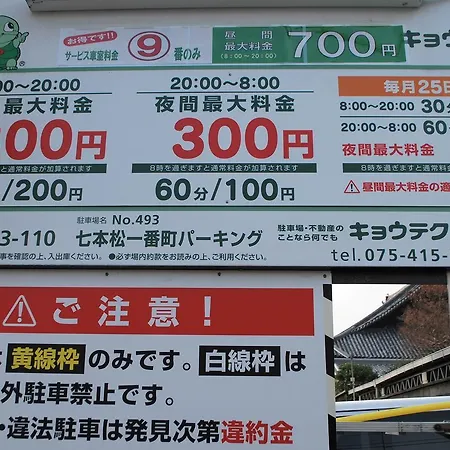 お得です!!
サービス車室料金 ⑨ 番のみ
昼間
最大料金
(8:00~20:00)
700円
キョウ
:00~20:00
最大料金
00円
と通常料金が加算されます
/200円
20:00~8:00
夜間最大料金
300円
8時を過ぎますと通常料金が加算されます
60分/100円
毎月25日
8:00~20:00 30分
20:00~8:00 60
夜間最大料金
8時を過ぎますと通常
昼間最大料金の適
駐車場名 No.493
3-110 七本松一番町パーキング
駐車場・不動産の
ことなら何でも
キョウテク
事を確認の上、入出庫ください。 ●必ず場内約款をお読みの上、ご利用ください。
tel.075-415-
ご注意!
は黄線枠のみです。白線枠は
外駐車禁止です。
・違法駐車は発見次第違約金